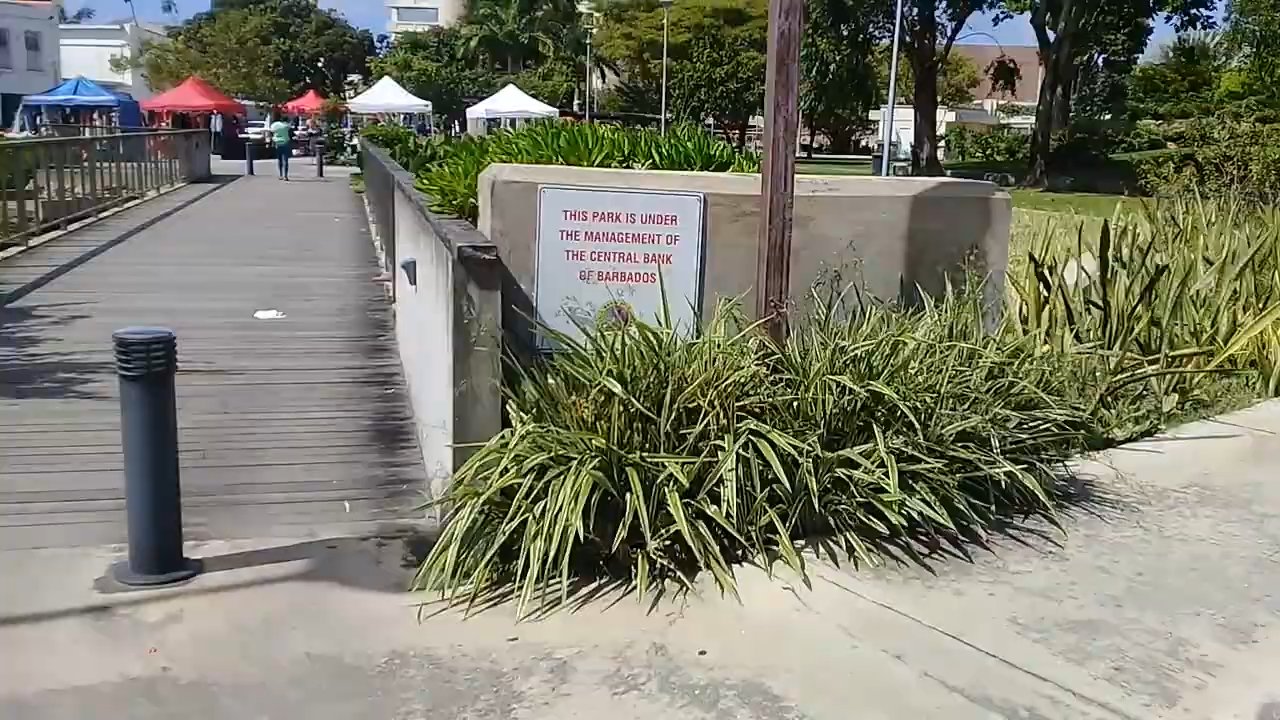 THIS PARK IS UNDER
THE MANAGEMENT OF
THE CENTRAL BANK
OF BARBADOS